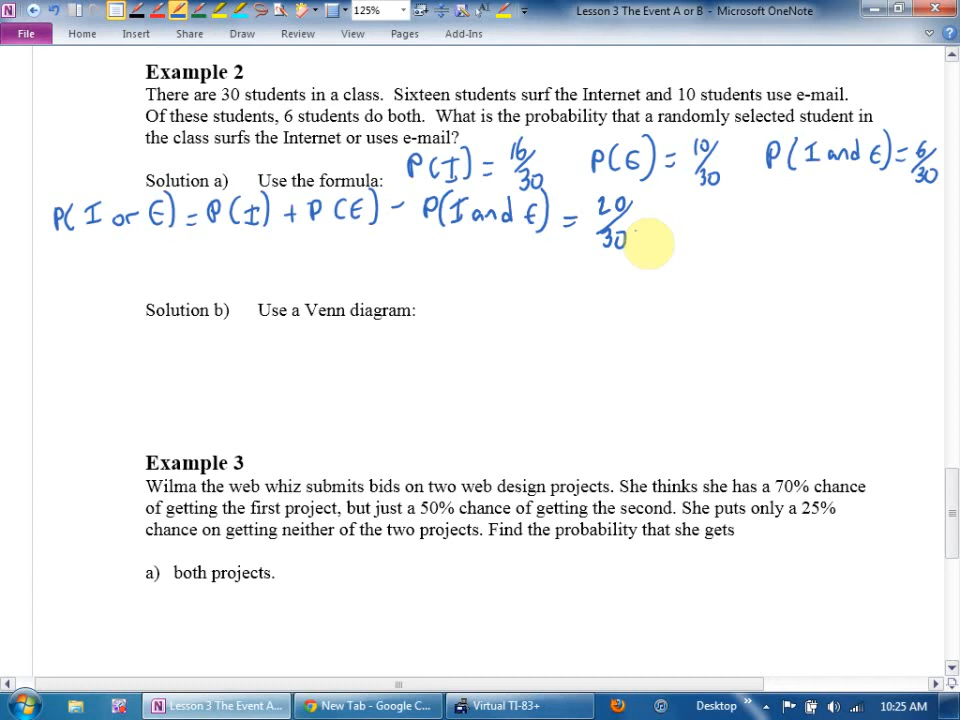 Lesson 3 The Event A or B - Microsoft OneNote
125%
File Home Insert Share Draw Review View Pages Add-Ins
Example 2
There are 30 students in a class. Sixteen students surf the Internet and 10 students use e-mail.
Of these students, 6 students do both. What is the probability that a randomly selected student in
the class surfs the Internet or uses e-mail?
P(I) = 16/30 P(E) = 10/30 P(I and E) = 6/30
Solution a) Use the formula:
P(I or E) = P(I) + P(E) - P(I and E) = 20/30
Solution b) Use a Venn diagram:
Example 3
Wilma the web whiz submits bids on two web design projects. She thinks she has a 70% chance
of getting the first project, but just a 50% chance of getting the second. She puts only a 25%
chance on getting neither of the two projects. Find the probability that she gets
a) both projects.
Lesson 3 The Event A... New Tab - Google C... Virtual TI-83+ Desktop 10:25 AM